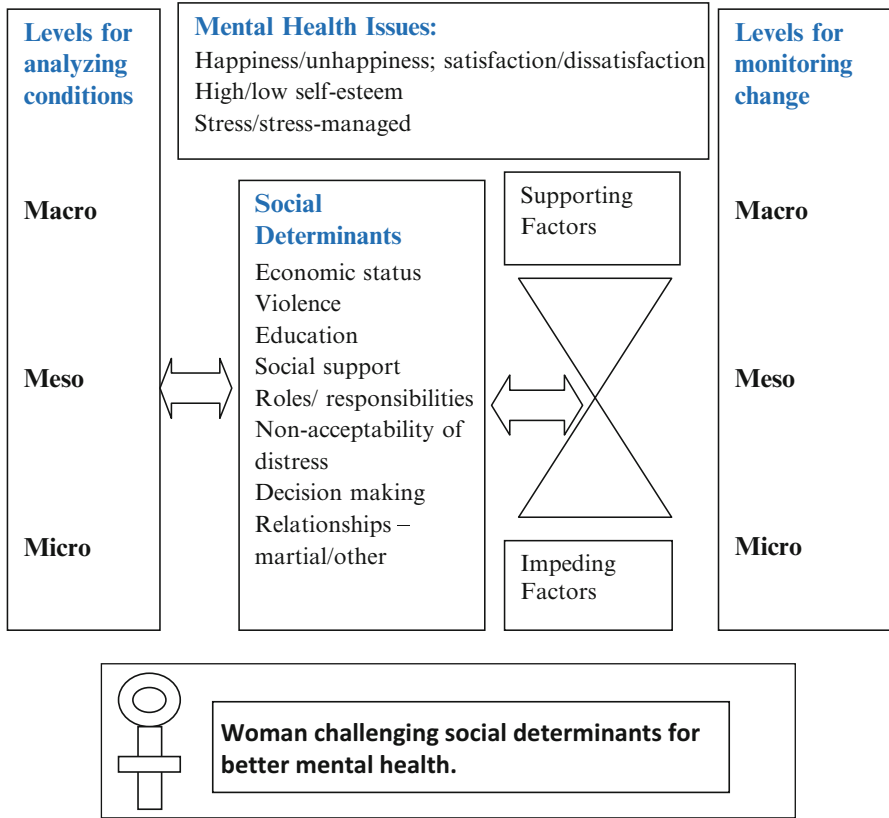 Levels for
analyzing
conditions
Macro
Meso
Micro
Mental Health Issues:
Happiness/unhappiness; satisfaction/dissatisfaction
High/low self-esteem
Stress/stress-managed
Social
Determinants
Economic status
Violence
Education
Social support
Roles/ responsibilities
Non-acceptability of
distress
Decision making
Relationships –
martial/other
Supporting
Factors
Impeding
Factors
Levels for
monitoring
change
Macro
Meso
Micro
Woman challenging social determinants for
better mental health.